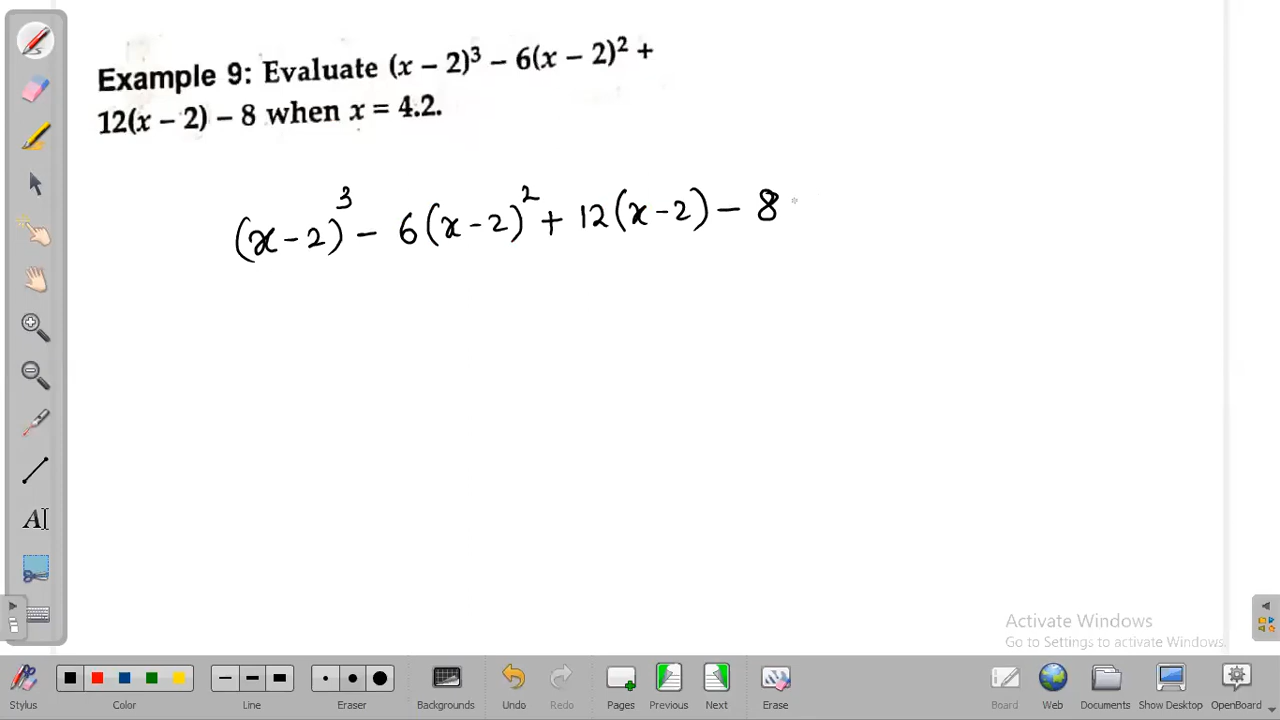 Example 9: Evaluate (x – 2)³ – 6(x – 2)² +
12(x – 2) – 8 when x = 4.2.
(x-2)³ - 6(x-2)² + 12(x-2) - 8
AI
Activate Windows
Go to Settings to activate Windows.
Stylus
Color
Line
Eraser
Backgrounds
Undo
Redo
Pages
Previous
Next
Erase
Board
Web
Documents
Show Desktop
OpenBoard